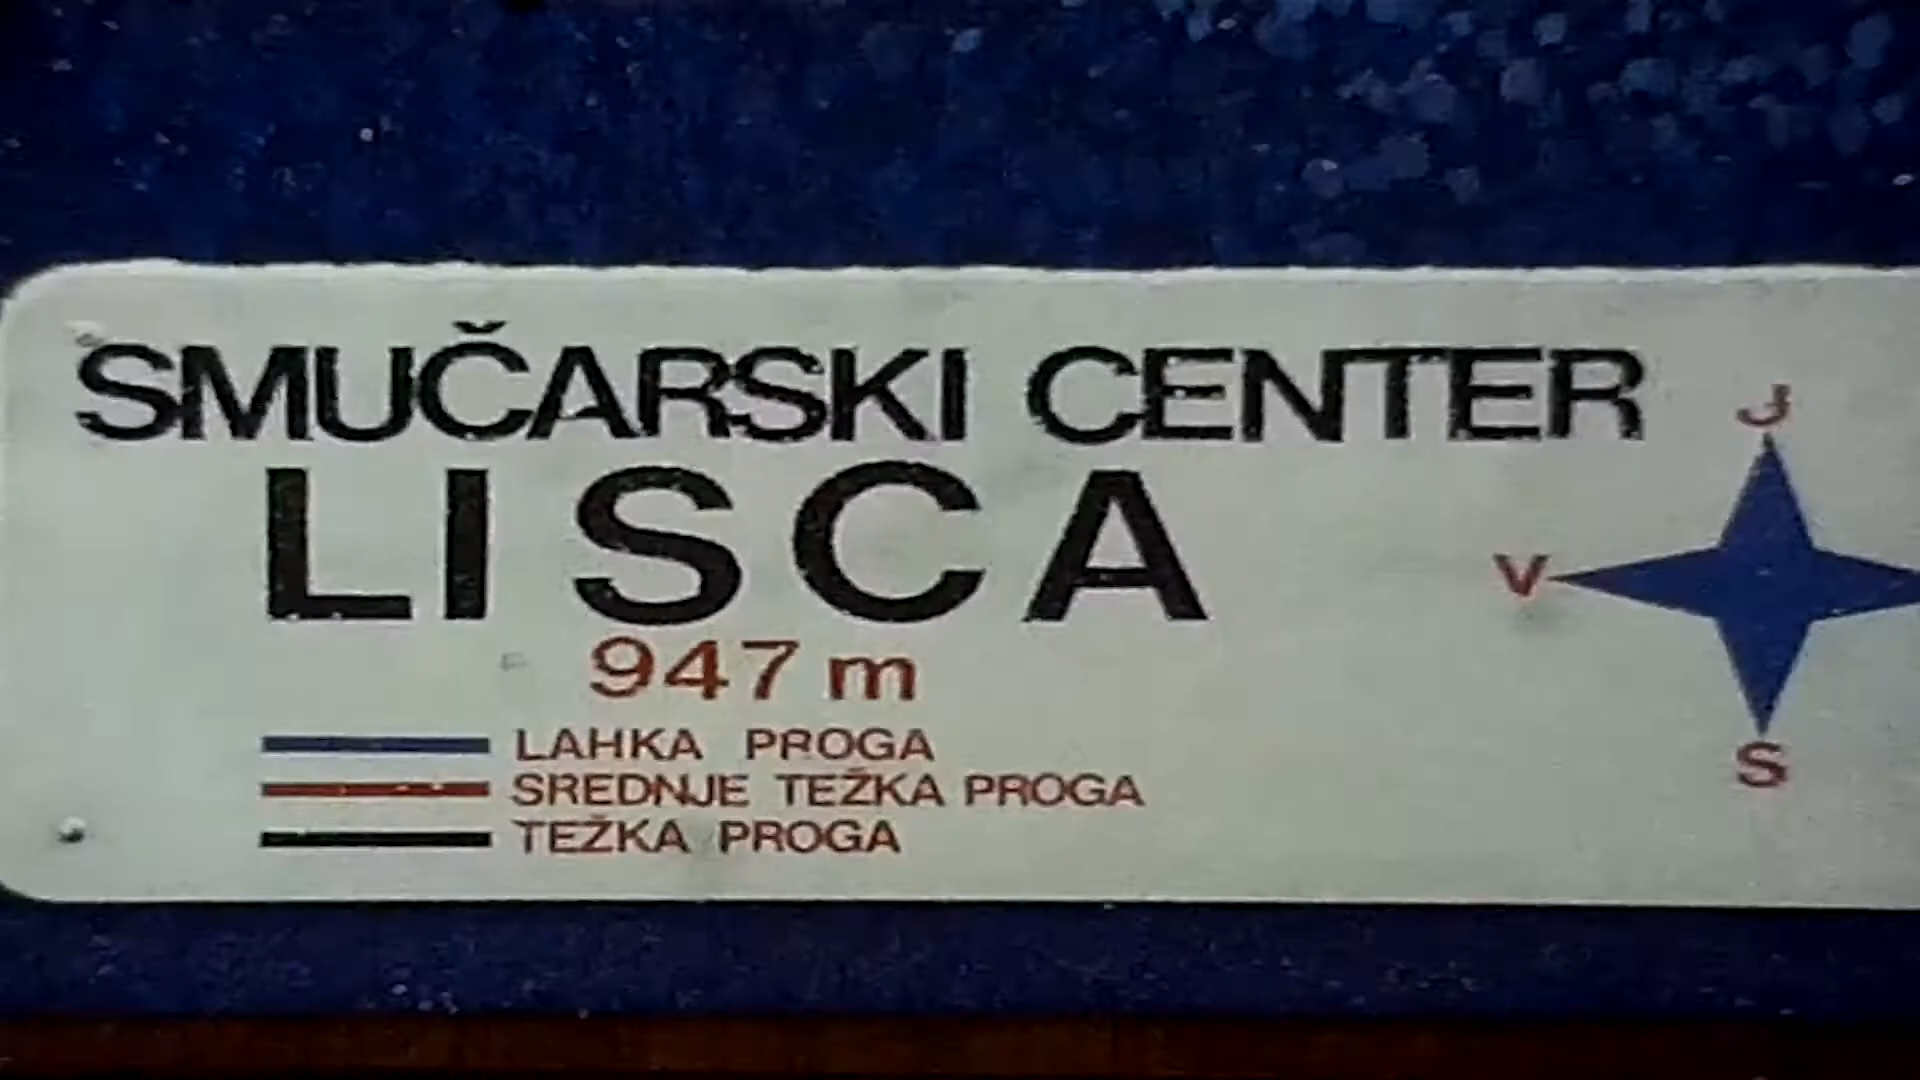 SMUČARSKI CENTER
LISCA
947 m
LAHKA PROGA
SREDNJE TEŽKA PROGA
TEŽKA PROGA
J
V
S